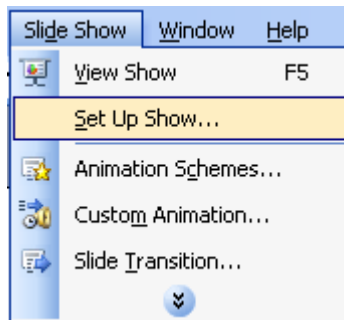 Slide Show Window Help
View Show F5
Set Up Show...
Animation Schemes...
Custom Animation...
Slide Transition...